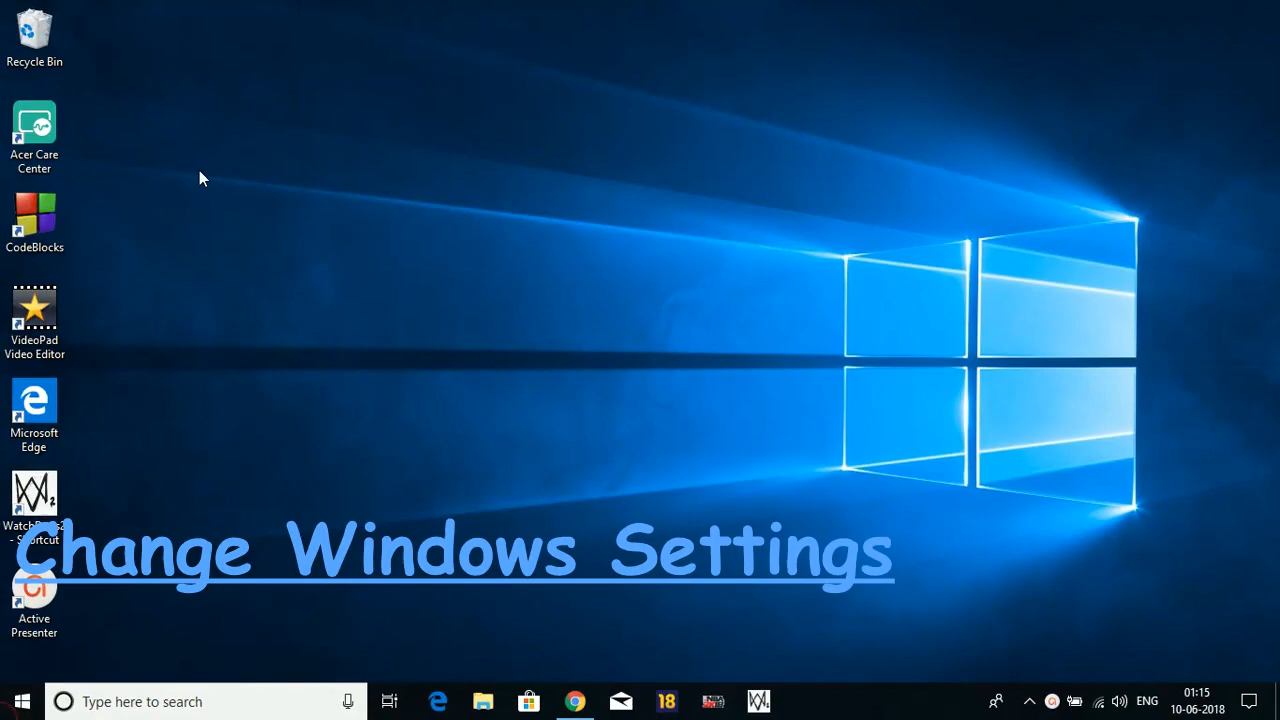 Recycle Bin
Acer Care
Center
CodeBlocks
VideoPad
Video Editor
Microsoft
Edge
- Shortcut
Change Windows Settings
Active
Presenter
Type here to search
18
ENG
01:15
10-06-2018